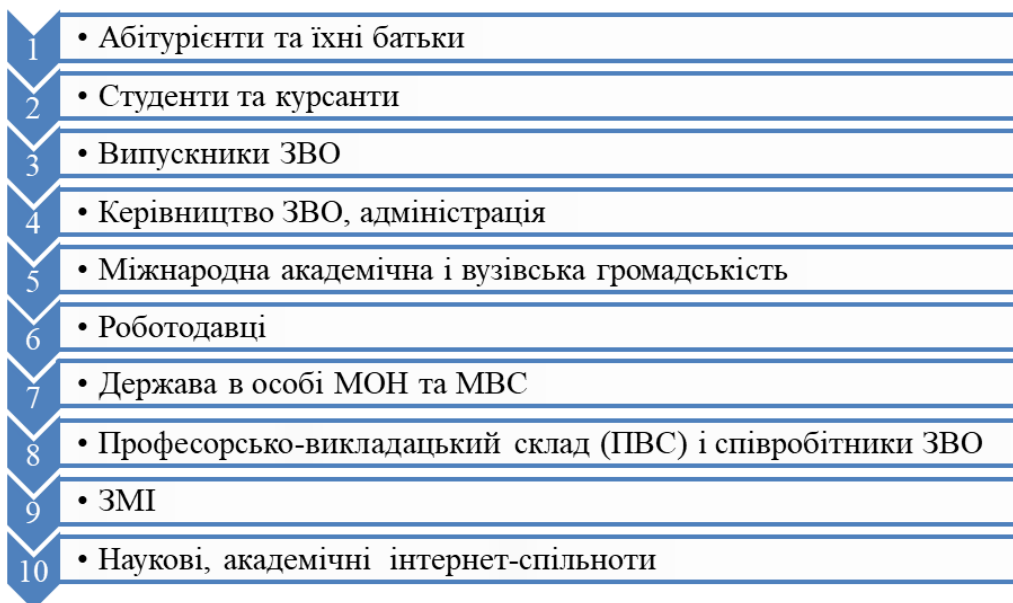 1 • Абітурієнти та їхні батьки
2 • Студенти та курсанти
3 • Випускники ЗВО
4 • Керівництво ЗВО, адміністрація
5 • Міжнародна академічна і вузівська громадськість
6 • Роботодавці
7 • Держава в особі МОН та МВС
8 • Професорсько-викладацький склад (ПВС) і співробітники ЗВО
9 • ЗМІ
10 • Наукові, академічні інтернет-спільноти